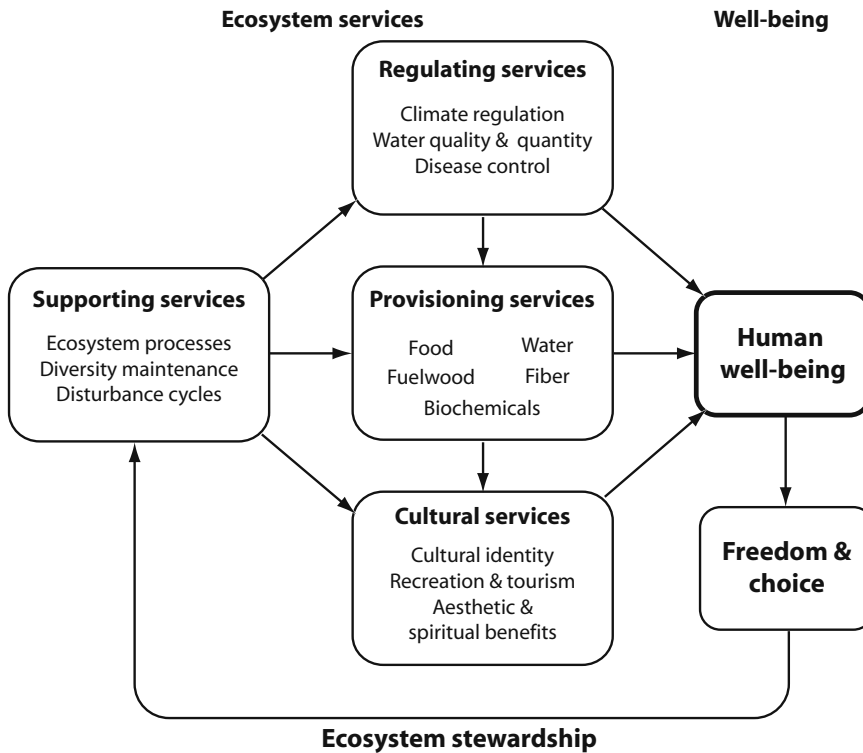 Ecosystem services
Well-being
Regulating services
Climate regulation
Water quality & quantity
Disease control
Supporting services
Ecosystem processes
Diversity maintenance
Disturbance cycles
Provisioning services
Food
Water
Fuelwood
Fiber
Biochemicals
Human
well-being
Cultural services
Cultural identity
Recreation & tourism
Aesthetic &
spiritual benefits
Freedom &
choice
Ecosystem stewardship